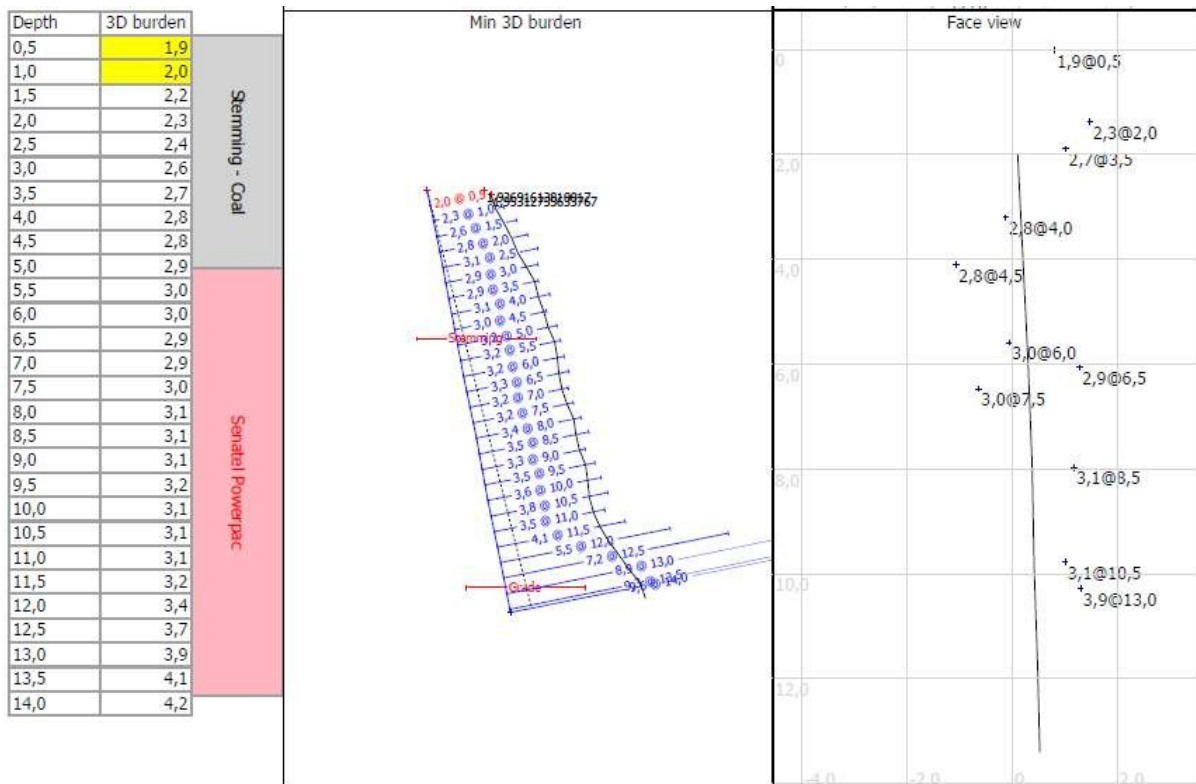 Depth 3D burden
0,5 1,9
1,0 2,0
1,5 2,2
2,0 2,3
2,5 2,4
3,0 2,6
3,5 2,7
4,0 2,8
4,5 2,8
5,0 2,9
5,5 3,0
6,0 3,0
6,5 2,9
7,0 2,9
7,5 3,0
8,0 3,1
8,5 3,1
9,0 3,1
9,5 3,2
10,0 3,1
10,5 3,1
11,0 3,1
11,5 3,2
12,0 3,4
12,5 3,7
13,0 3,9
13,5 4,1
14,0 4,2
Stemming - Coal
Senatel Powerpac
Min 3D burden
2,3 @ 1,0
2,6 @ 1,5
2,8 @ 2,0
3,1 @ 2,5
2,9 @ 3,0
2,9 @ 3,5
3,1 @ 4,0
3,0 @ 4,5
Stemming
3,2 @ 5,5
3,2 @ 6,0
3,3 @ 6,5
3,2 @ 7,0
3,2 @ 7,5
3,4 @ 8,0
3,5 @ 8,5
3,3 @ 9,0
3,5 @ 9,5
3,6 @ 10,0
3,8 @ 10,5
3,5 @ 11,0
4,1 @ 11,5
5,5 @ 12,0
7,2 @ 12,5
8,9 @ 13,0
Grade
Face view
1,9@0,5
2,3@2,0
2,0
2,7@3,5
2,8@4,0
4,0
2,8@4,5
3,0@6,0
6,0
2,9@6,5
3,0@7,5
8,0
3,1@8,5
3,1@10,5
10,0
3,9@13,0
12,0
-4,0 -2,0 0 2,0